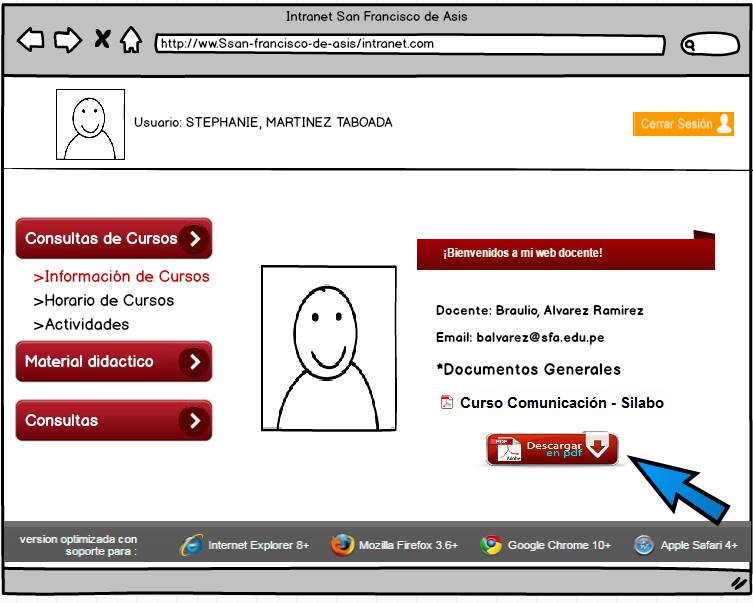 Intranet San Francisco de Asis
http://ww.Ssan-francisco-de-asis/intranet.com
Usuario: STEPHANIE, MARTINEZ TABOADA
Cerrar Sesión
Consultas de Cursos
>Información de Cursos
>Horario de Cursos
>Actividades
Material didactico
Consultas
¡Bienvenidos a mi web docente!
Docente: Braulio, Alvarez Ramirez
Email: balvarez@sfa.edu.pe
*Documentos Generales
Curso Comunicación - Silabo
PDF
Adobe
Descargar
en pdf
version optimizada con
soporte para :
Internet Explorer 8+
Mozilla Firefox 3.6+
Google Chrome 10+
Apple Safari 4+